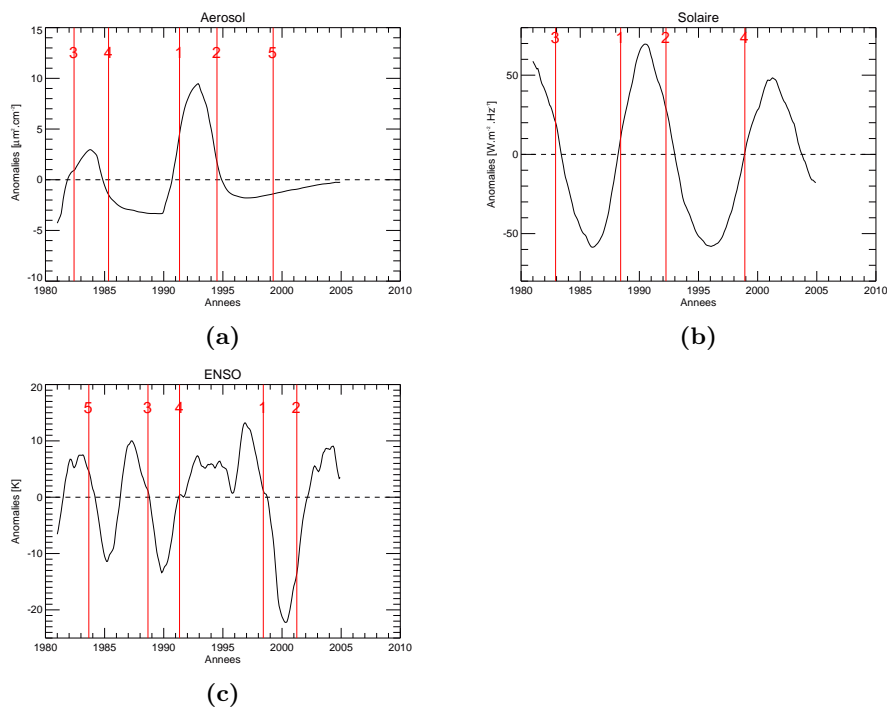 Aerosol
15
10
5
0
-5
-10
Anomalies [µm².cm⁻³]
3 4 1 2 5
1980 1985 1990 1995 2000 2005 2010
Annees
(a)
Solaire
50
0
-50
Anomalies [W.m⁻².Hz⁻¹]
3 1 2 4
1980 1985 1990 1995 2000 2005 2010
Annees
(b)
ENSO
20
10
0
-10
-20
Anomalies [K]
5 3 4 1 2
1980 1985 1990 1995 2000 2005 2010
Annees
(c)